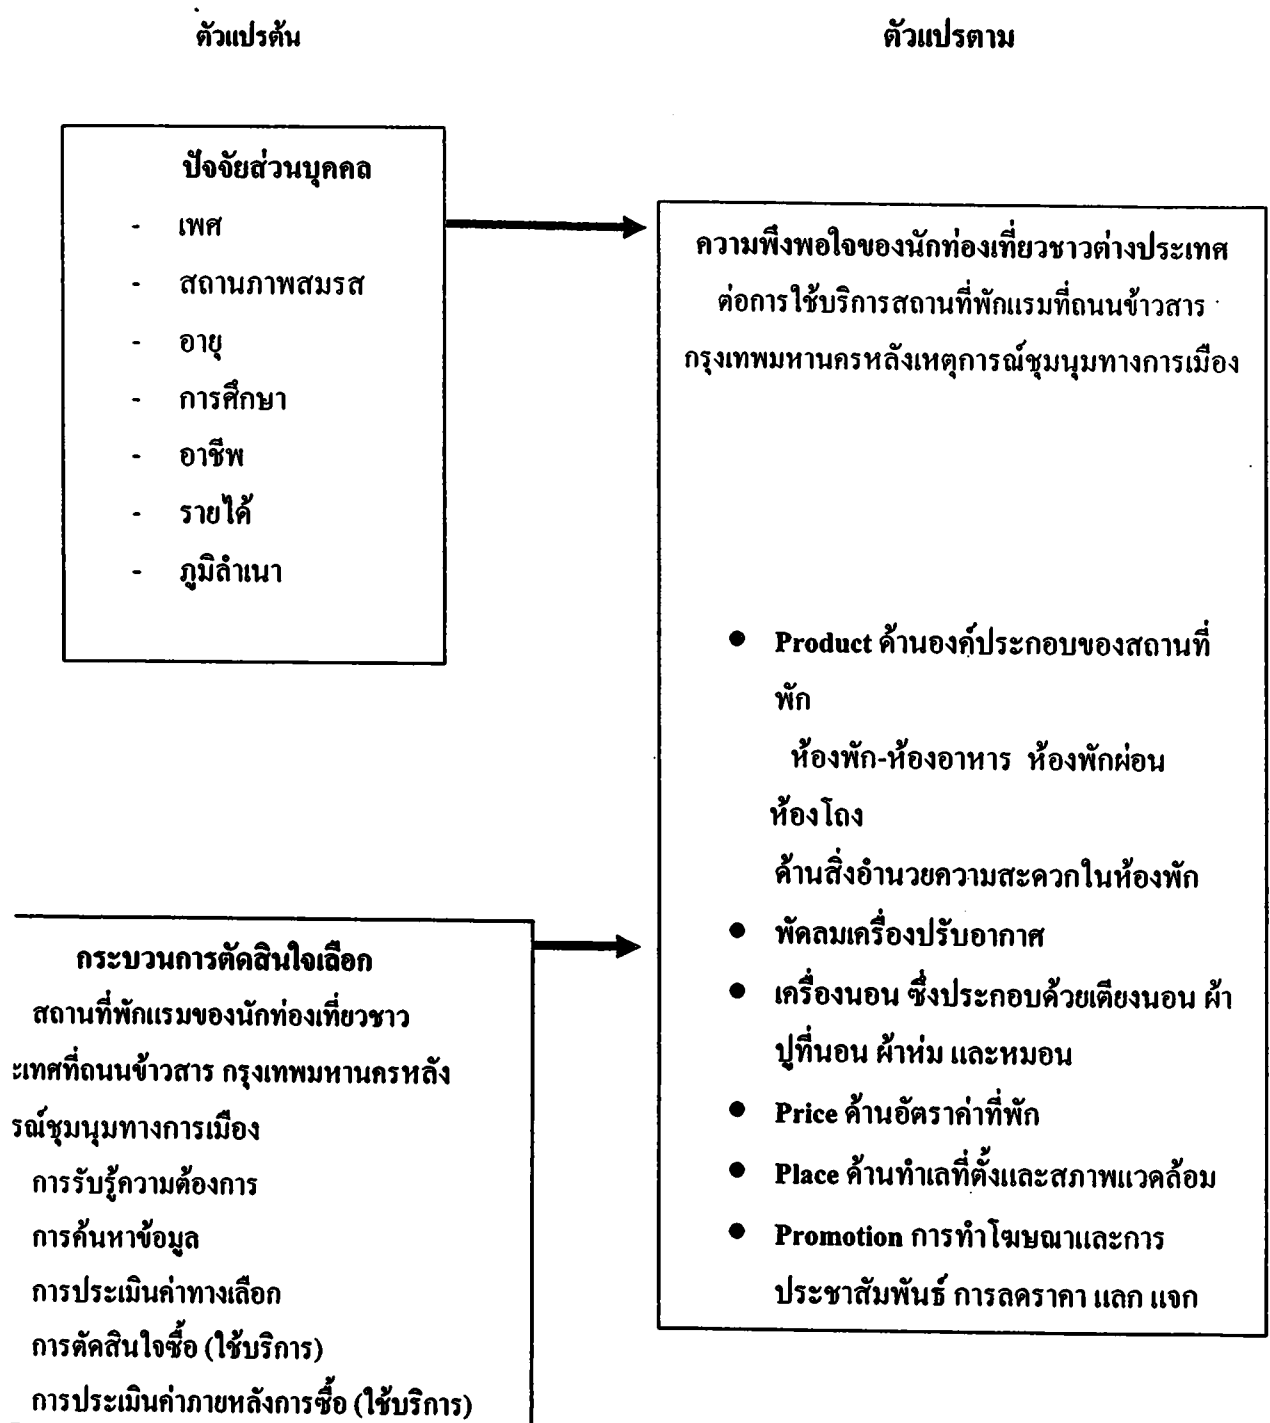 ตัวแปรต้น
ตัวแปรตาม
ปัจจัยส่วนบุคคล
- เพศ
- สถานภาพสมรส
- อายุ
- การศึกษา
- อาชีพ
- รายได้
- ภูมิลำเนา
ความพึงพอใจของนักท่องเที่ยวชาวต่างประเทศ
ต่อการใช้บริการสถานที่พักแรมที่ถนนข้าวสาร
กรุงเทพมหานครหลังเหตุการณ์ชุมนุมทางการเมือง
● Product ด้านองค์ประกอบของสถานที่
พัก
ห้องพัก-ห้องอาหาร ห้องพักผ่อน
ห้องโถง
ด้านสิ่งอำนวยความสะดวกในห้องพัก
● พัดลมเครื่องปรับอากาศ
● เครื่องนอน ซึ่งประกอบด้วยเตียงนอน ผ้า
ปูที่นอน ผ้าห่ม และหมอน
● Price ด้านอัตราค่าที่พัก
● Place ด้านทำเลที่ตั้งและสภาพแวดล้อม
● Promotion การทำโฆษณาและการ
ประชาสัมพันธ์ การลดราคา แลก แจก
กระบวนการตัดสินใจเลือก
สถานที่พักแรมของนักท่องเที่ยวชาว
ะเทศที่ถนนข้าวสาร กรุงเทพมหานครหลัง
รณ์ชุมนุมทางการเมือง
การรับรู้ความต้องการ
การค้นหาข้อมูล
การประเมินค่าทางเลือก
การตัดสินใจซื้อ (ใช้บริการ)
การประเมินค่าภายหลังการซื้อ (ใช้บริการ)